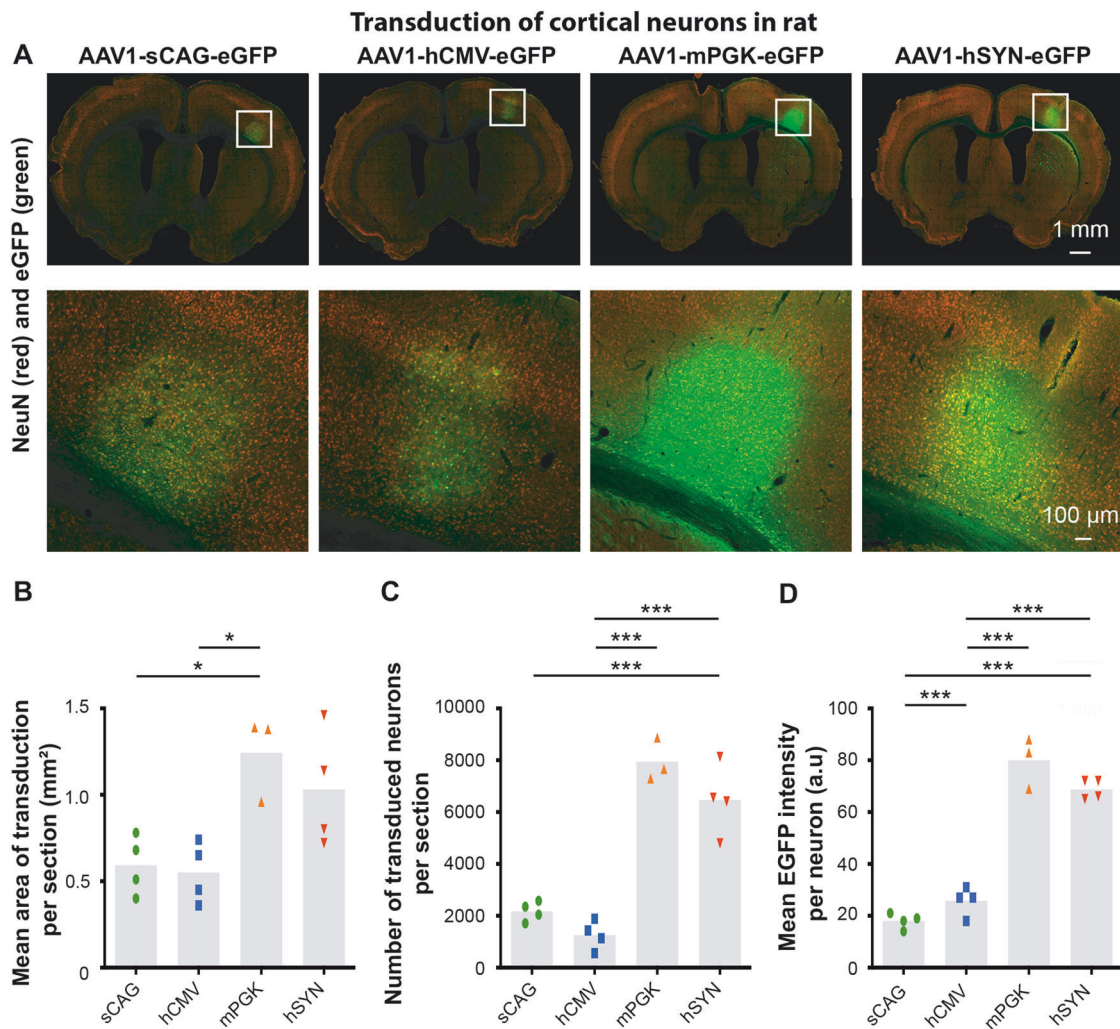 Transduction of cortical neurons in rat
A
AAV1-sCAG-eGFP
AAV1-hCMV-eGFP
AAV1-mPGK-eGFP
AAV1-hSYN-eGFP
NeuN (red) and eGFP (green)
1 mm
100 µm
B
*
*
Mean area of transduction
per section (mm²)
1.5
1.0
0.5
0
sCAG
hCMV
mPGK
hSYN
C
***
***
***
Number of transduced neurons
per section
10000
8000
6000
4000
2000
0
sCAG
hCMV
mPGK
hSYN
D
***
***
***
***
Mean EGFP intensity
per neuron (a.u)
100
80
60
40
20
0
sCAG
hCMV
mPGK
hSYN